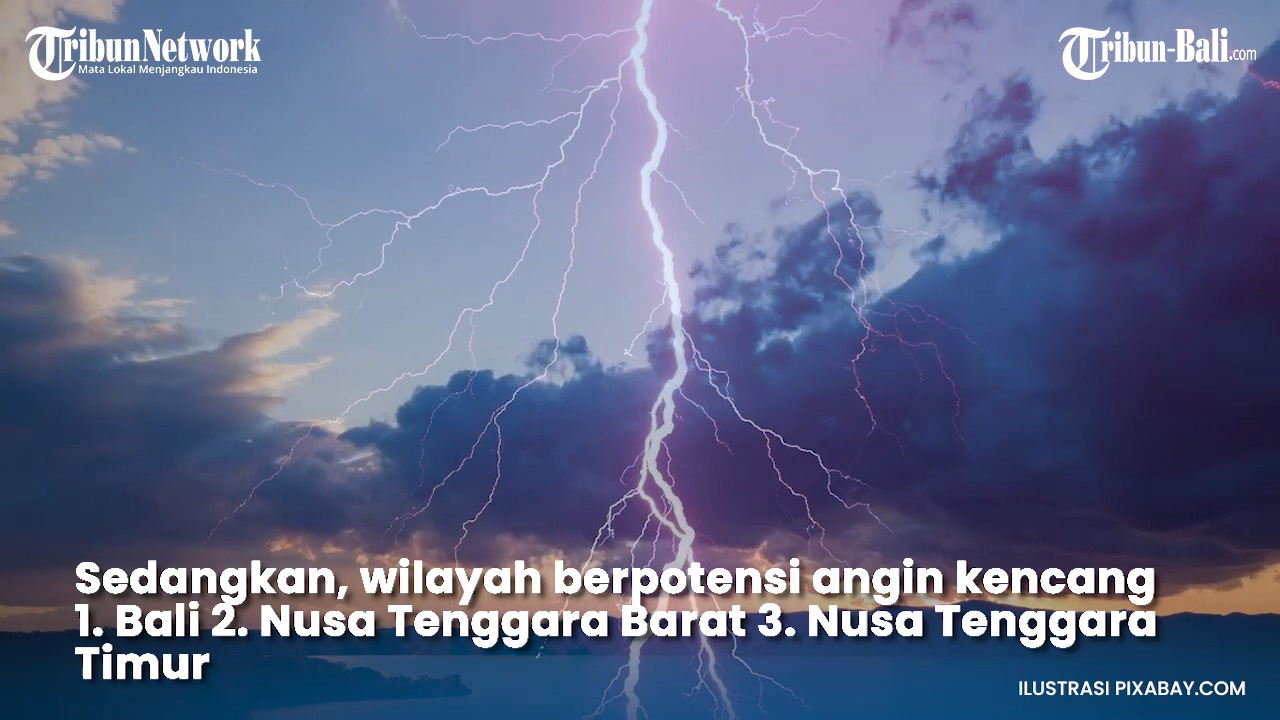 TribunNetwork
Mata Lokal Menjangkau Indonesia
Tribun-Bali.com
Sedangkan, wilayah berpotensi angin kencang
1. Bali 2. Nusa Tenggara Barat 3. Nusa Tenggara
Timur
ILUSTRASI PIXABAY.COM